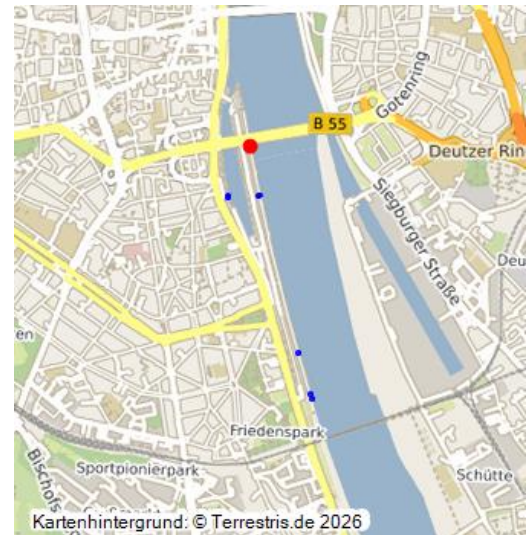 Gotenring
B 55
Deutzer Rin
Siegburger Straße
Deu
en
Friedenspark
Sportpionierpark
Bischofs
Schütte
Kartenhintergrund: © Terrestris.de 2026